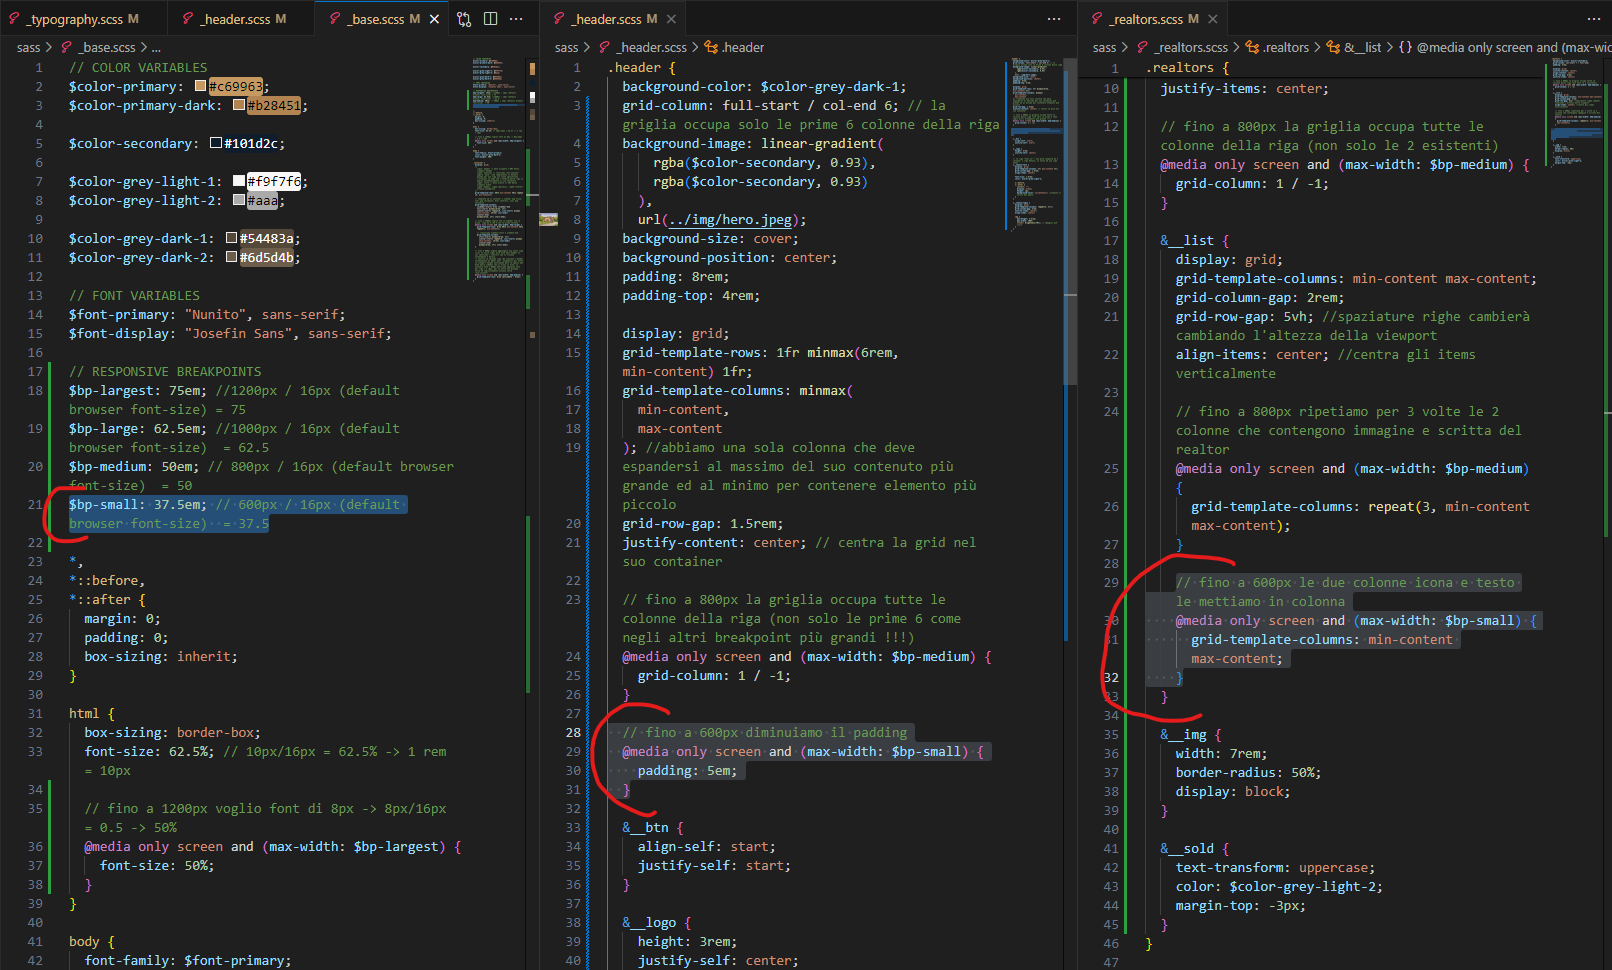 _typography.scss M
_header.scss M
_base.scss M
sass > _base.scss > ...
1 // COLOR VARIABLES
2 $color-primary: #c69963;
3 $color-primary-dark: #b28451;
4
5 $color-secondary: #101d2c;
6
7 $color-grey-light-1: #f9f7f6;
8 $color-grey-light-2: #aaa;
9
10 $color-grey-dark-1: #54483a;
11 $color-grey-dark-2: #6d5d4b;
12
13 // FONT VARIABLES
14 $font-primary: "Nunito", sans-serif;
15 $font-display: "Josefin Sans", sans-serif;
16
17 // RESPONSIVE BREAKPOINTS
18 $bp-largest: 75em; //1200px / 16px (default
browser font-size) = 75
19 $bp-large: 62.5em; //1000px / 16px (default
browser font-size)  = 62.5
20 $bp-medium: 50em; // 800px / 16px (default browser
font-size)  = 50
21 $bp-small: 37.5em; // 600px / 16px (default
browser font-size)  = 37.5
22
23 *,
24 *::before,
25 *::after {
26 margin: 0;
27 padding: 0;
28 box-sizing: inherit;
29 }
30
31 html {
32 box-sizing: border-box;
33 font-size: 62.5%; // 10px/16px = 62.5% -> 1 rem
= 10px
34
35 // fino a 1200px voglio font di 8px -> 8px/16px
= 0.5 -> 50%
36 @media only screen and (max-width: $bp-largest) {
37 font-size: 50%;
38 }
39 }
40
41 body {
42 font-family: $font-primary;
_header.scss M
sass > _header.scss > .header
1 .header {
2 background-color: $color-grey-dark-1;
3 grid-column: full-start / col-end 6; // la
griglia occupa solo le prime 6 colonne della riga
4 background-image: linear-gradient(
5 rgba($color-secondary, 0.93),
6 rgba($color-secondary, 0.93)
7 ),
8 url(../img/hero.jpeg);
9 background-size: cover;
10 background-position: center;
11 padding: 8rem;
12 padding-top: 4rem;
13
14 display: grid;
15 grid-template-rows: 1fr minmax(6rem,
min-content) 1fr;
16 grid-template-columns: minmax(
17 min-content,
18 max-content
19 ); //abbiamo una sola colonna che deve
espandersi al massimo del suo contenuto più
grande ed al minimo per contenere elemento più
piccolo
20 grid-row-gap: 1.5rem;
21 justify-content: center; // centra la grid nel
suo container
22
23 // fino a 800px la griglia occupa tutte le
colonne della riga (non solo le prime 6 come
negli altri breakpoint più grandi !!!)
24 @media only screen and (max-width: $bp-medium) {
25 grid-column: 1 / -1;
26 }
27
28 // fino a 600px diminuiamo il padding
29 @media only screen and (max-width: $bp-small) {
30 padding: 5em;
31 }
32
33 &__btn {
34 align-self: start;
35 justify-self: start;
36 }
37
38 &__logo {
39 height: 3rem;
40 justify-self: center;
_realtors.scss M
sass > _realtors.scss > .realtors > &__list > {} @media only screen and (max-wid
1 .realtors {
10 justify-items: center;
11
12 // fino a 800px la griglia occupa tutte le
colonne della riga (non solo le 2 esistenti)
13 @media only screen and (max-width: $bp-medium) {
14 grid-column: 1 / -1;
15 }
16
17 &__list {
18 display: grid;
19 grid-template-columns: min-content max-content;
20 grid-column-gap: 2rem;
21 grid-row-gap: 5vh; //spaziature righe cambierà
cambiando l'altezza della viewport
22 align-items: center; //centra gli items
verticalmente
23
24 // fino a 800px ripetiamo per 3 volte le 2
colonne che contengono immagine e scritta del
realtor
25 @media only screen and (max-width: $bp-medium)
{
26 grid-template-columns: repeat(3, min-content
max-content);
27 }
28
29 // fino a 600px le due colonne icona e testo
le mettiamo in colonna
30 @media only screen and (max-width: $bp-small) {
31 grid-template-columns: min-content
max-content;
32 }
33 }
34
35 &__img {
36 width: 7rem;
37 border-radius: 50%;
38 display: block;
39 }
40
41 &__sold {
42 text-transform: uppercase;
43 color: $color-grey-light-2;
44 margin-top: -3px;
45 }
46 }
47